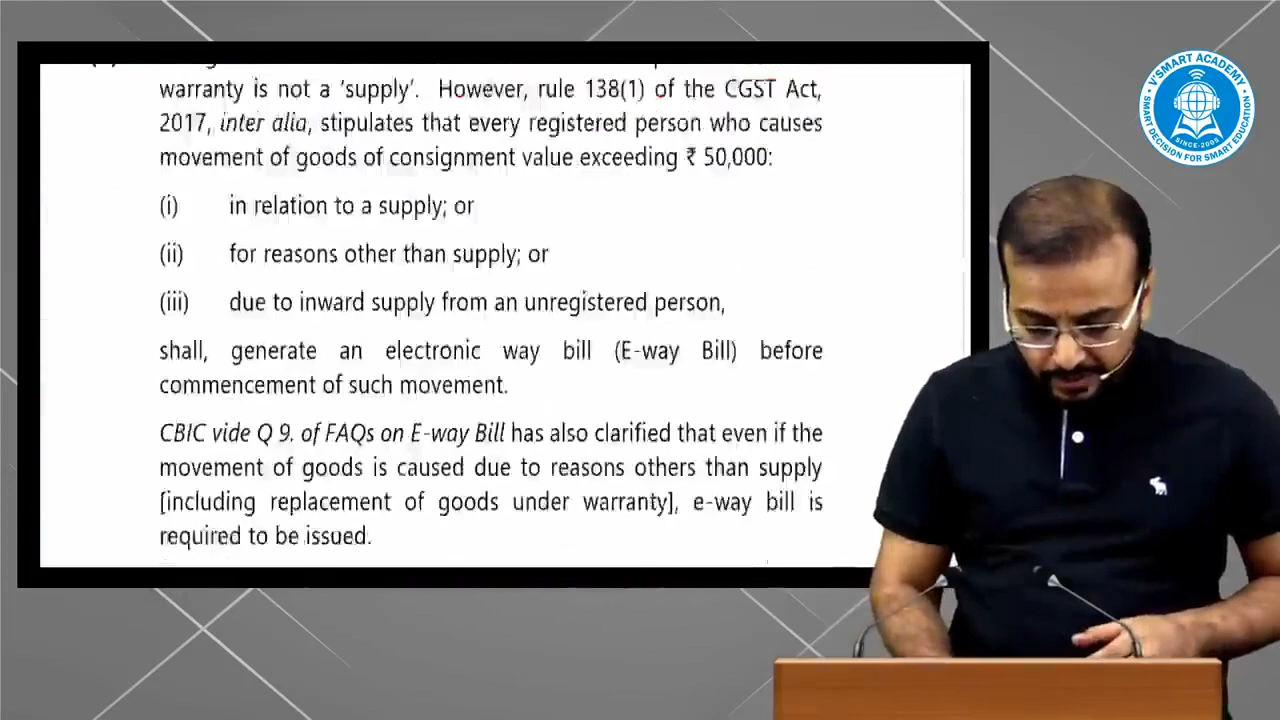 warranty is not a ‘supply’. However, rule 138(1) of the CGST Act,
2017, inter alia, stipulates that every registered person who causes
movement of goods of consignment value exceeding ₹ 50,000:
(i) in relation to a supply; or
(ii) for reasons other than supply; or
(iii) due to inward supply from an unregistered person,
shall, generate an electronic way bill (E-way Bill) before
commencement of such movement.
CBIC vide Q 9. of FAQs on E-way Bill has also clarified that even if the
movement of goods is caused due to reasons others than supply
[including replacement of goods under warranty], e-way bill is
required to be issued.
V'SMART ACADEMY
SINCE-2005
SMART DECISION FOR SMART EDUCATION